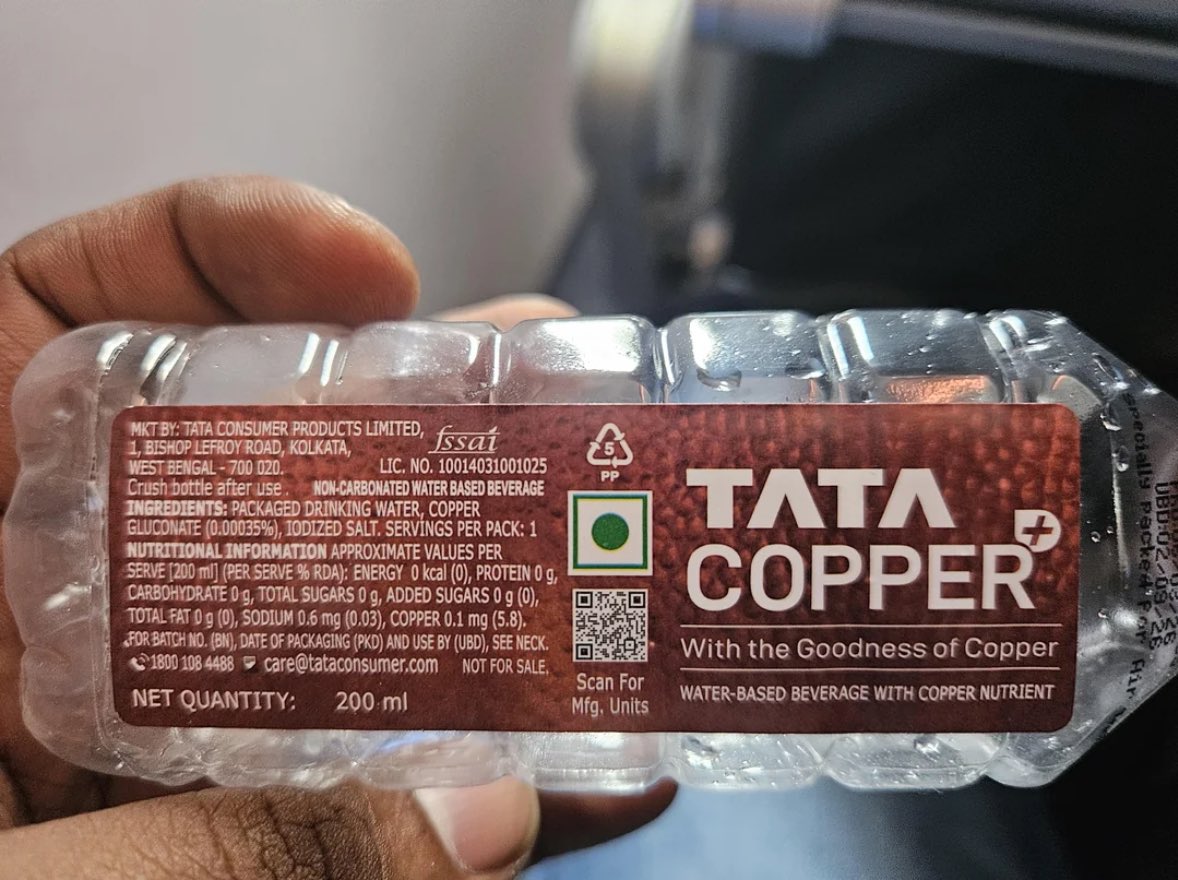 MKT BY: TATA CONSUMER PRODUCTS LIMITED,
1, BISHOP LEFROY ROAD, KOLKATA,
WEST BENGAL - 700 020.
fssai
LIC. NO. 10014031001025
Crush bottle after use. NON-CARBONATED WATER BASED BEVERAGE
INGREDIENTS: PACKAGED DRINKING WATER, COPPER
GLUCONATE (0.00035%), IODIZED SALT. SERVINGS PER PACK: 1
NUTRITIONAL INFORMATION APPROXIMATE VALUES PER
SERVE [200 ml] (PER SERVE % RDA): ENERGY 0 kcal (0), PROTEIN 0 g,
CARBOHYDRATE 0 g, TOTAL SUGARS 0 g, ADDED SUGARS 0 g (0),
TOTAL FAT 0 g (0), SODIUM 0.6 mg (0.03), COPPER 0.1 mg (5.8).
FOR BATCH NO. (BN), DATE OF PACKAGING (PKD) AND USE BY (UBD), SEE NECK.
1800 108 4488 care@tataconsumer.com NOT FOR SALE.
NET QUANTITY: 200 ml
5
PP
Scan For
Mfg. Units
TATA
COPPER+
With the Goodness of Copper
WATER-BASED BEVERAGE WITH COPPER NUTRIENT
Specially Packed For Air